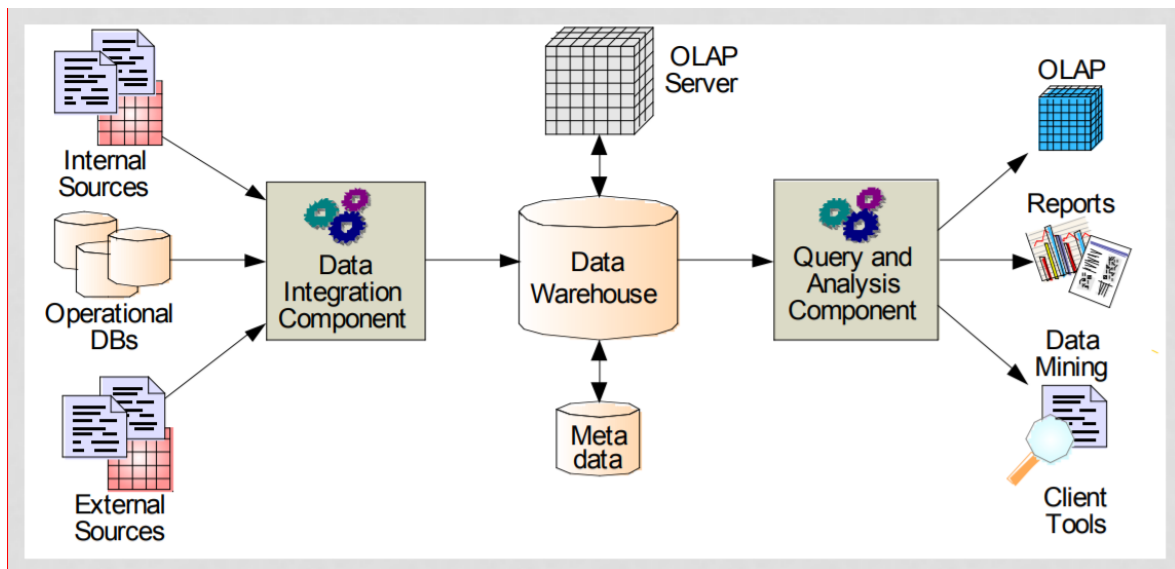 Internal
Sources
Operational
DBs
External
Sources
Data
Integration
Component
OLAP
Server
Data
Warehouse
Meta
data
Query and
Analysis
Component
OLAP
Reports
Data
Mining
Client
Tools